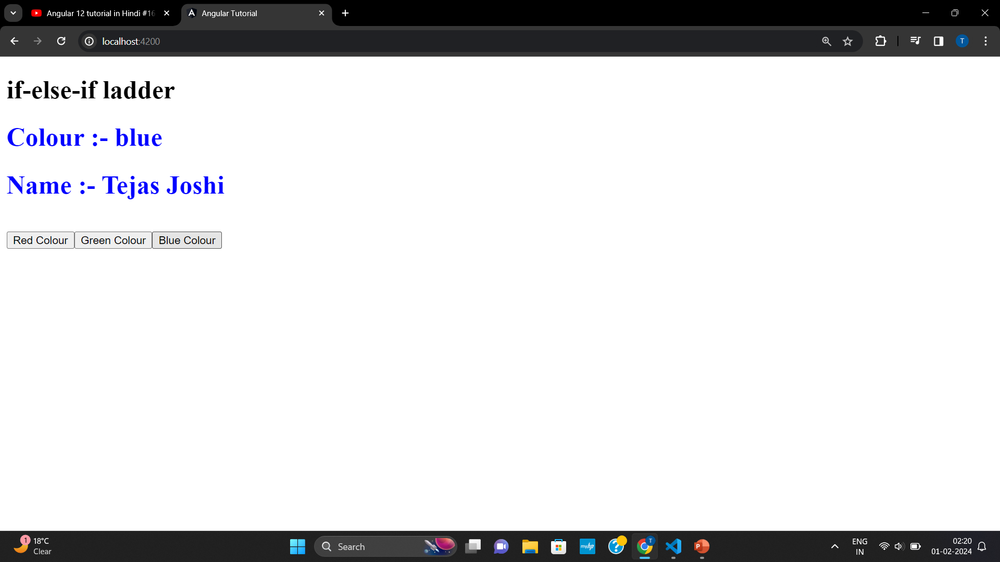 Angular 12 tutorial in Hindi #16
Angular Tutorial
localhost:4200
T
if-else-if ladder
Colour :- blue
Name :- Tejas Joshi
Red Colour Green Colour Blue Colour
1
18°C
Clear
Search
myhp
T
P
ENG
IN
02:20
01-02-2024